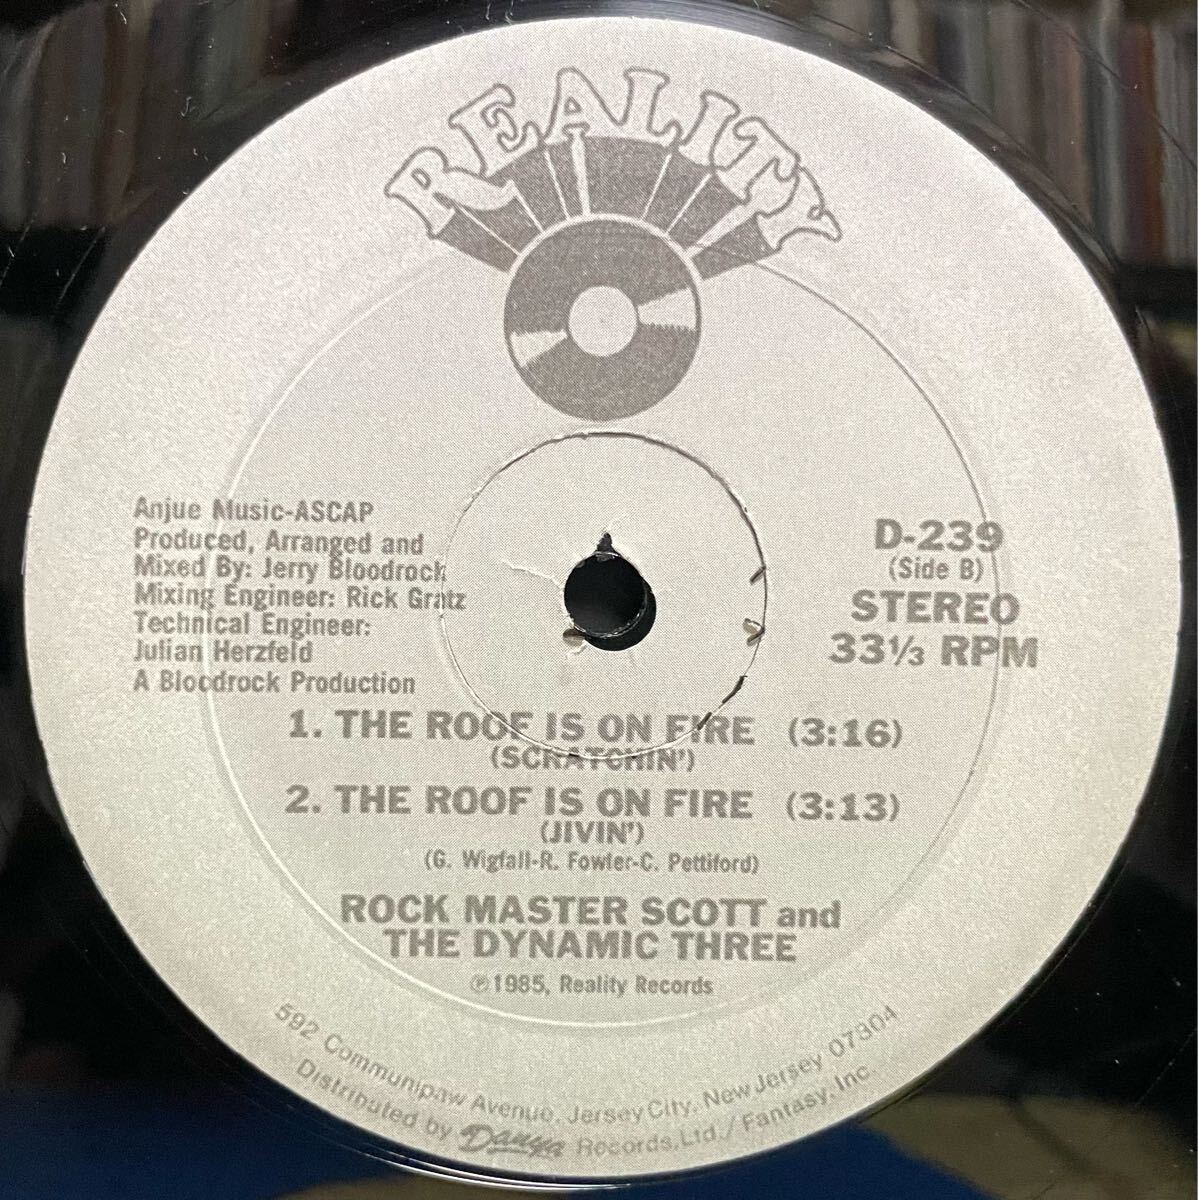 REALITY
Anjue Music-ASCAP
Produced, Arranged and
Mixed By: Jerry Bloodrock
Mixing Engineer: Rick Gratz
Technical Engineer:
Julian Herzfeld
A Bloodrock Production
D-239
(Side B)
STEREO
33⅓ RPM
1. THE ROOF IS ON FIRE (3:16)
(SCRATCHIN')
2. THE ROOF IS ON FIRE (3:13)
(JIVIN')
(G. Wigfall-R. Fowler-C. Pettiford)
ROCK MASTER SCOTT and
THE DYNAMIC THREE
℗1985, Reality Records
592 Communipaw Avenue, Jersey City, New Jersey 07304
Distributed by Danya Records, Ltd./Fantasy, Inc.